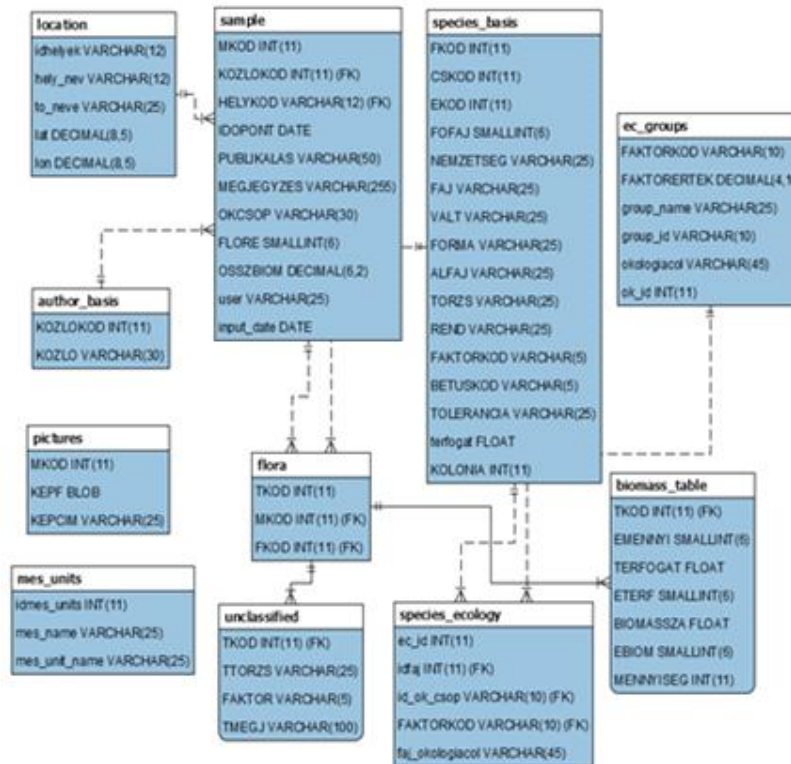 location
idhelyek VARCHAR(12)
hely_nev VARCHAR(12)
to_neve VARCHAR(25)
lat DECIMAL(8,5)
lon DECIMAL(8,5)
sample
MKOD INT(11)
KOZLOKOD INT(11) (FK)
HELYKOD VARCHAR(12) (FK)
IDOPONT DATE
PUBLIKALAS VARCHAR(50)
MEGJEGYZES VARCHAR(255)
OKCSOP VARCHAR(30)
FLORE SMALLINT(6)
OSSZBIOM DECIMAL(6,2)
user VARCHAR(25)
input_date DATE
species_basis
FKOD INT(11)
CSKOD INT(11)
EKOD INT(11)
FOFAJ SMALLINT(6)
NEMZETSEG VARCHAR(25)
FAJ VARCHAR(25)
VALT VARCHAR(25)
FORMA VARCHAR(25)
ALFAJ VARCHAR(25)
TORZS VARCHAR(25)
REND VARCHAR(25)
FAKTORKOD VARCHAR(5)
BETUSKOD VARCHAR(5)
TOLERANCIA VARCHAR(25)
terfogat FLOAT
KOLONIA INT(11)
ec_groups
FAKTORKOD VARCHAR(10)
FAKTORERTEK DECIMAL(4,1
group_name VARCHAR(25)
group_id VARCHAR(10)
okologiacol VARCHAR(45)
ok_id INT(11)
author_basis
KOZLOKOD INT(11)
KOZLO VARCHAR(30)
pictures
MKOD INT(11)
KEPF BLOB
KEPCIM VARCHAR(25)
flora
TKOD INT(11)
MKOD INT(11) (FK)
FKOD INT(11) (FK)
biomass_table
TKOD INT(11) (FK)
EMENNYI SMALLINT(6)
TERFOGAT FLOAT
ETERF SMALLINT(6)
BIOMASSZA FLOAT
EBIOM SMALLINT(6)
MENNYISEG INT(11)
mes_units
idmes_units INT(11)
mes_name VARCHAR(25)
mes_unit_name VARCHAR(25)
unclassified
TKOD INT(11) (FK)
TTORZS VARCHAR(25)
FAKTOR VARCHAR(5)
TMEGJ VARCHAR(100)
species_ecology
ec_id INT(11)
idfaj INT(11) (FK)
id_ok_csop VARCHAR(10) (FK)
FAKTORKOD VARCHAR(10) (FK)
faj_okologiacol VARCHAR(45)